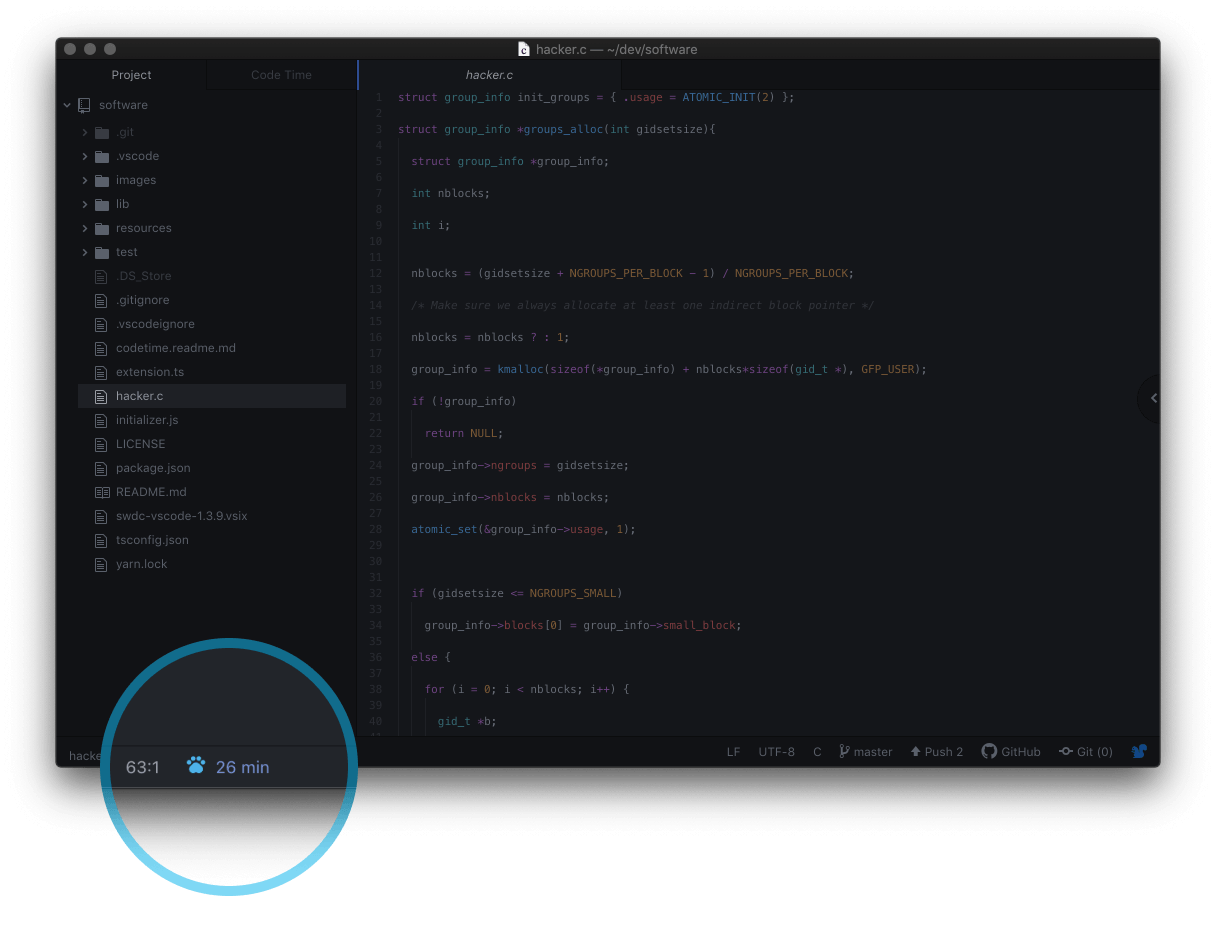 hacker.c — ~/dev/software
Project
Code Time
hacker.c
software
.git
.vscode
images
lib
resources
test
.DS_Store
.gitignore
.vscodeignore
codetime.readme.md
extension.ts
hacker.c
initializer.js
LICENSE
package.json
README.md
swdc-vscode-1.3.9.vsix
tsconfig.json
yarn.lock
1 struct group_info init_groups = { .usage = ATOMIC_INIT(2) };
2
3 struct group_info *groups_alloc(int gidsetsize){
4
5 struct group_info *group_info;
6
7 int nblocks;
8
9 int i;
10
11
12 nblocks = (gidsetsize + NGROUPS_PER_BLOCK - 1) / NGROUPS_PER_BLOCK;
13
14 /* Make sure we always allocate at least one indirect block pointer */
15
16 nblocks = nblocks ? : 1;
17
18 group_info = kmalloc(sizeof(*group_info) + nblocks*sizeof(gid_t *), GFP_USER);
19
20 if (!group_info)
21
22 return NULL;
23
24 group_info->ngroups = gidsetsize;
25
26 group_info->nblocks = nblocks;
27
28 atomic_set(&group_info->usage, 1);
29
30
31
32 if (gidsetsize <= NGROUPS_SMALL)
33
34 group_info->blocks[0] = group_info->small_block;
35
36 else {
37
38 for (i = 0; i < nblocks; i++) {
39
40 gid_t *b;
hacke
63:1 26 min
LF UTF-8 C master Push 2 GitHub Git (0)